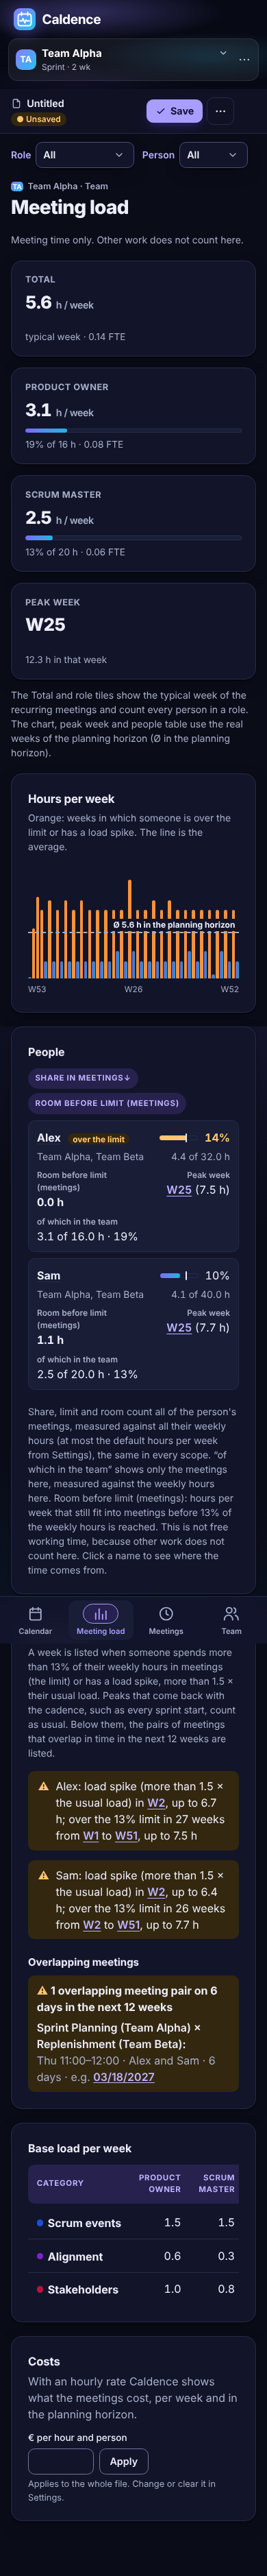 Caldence
TA
Team Alpha
Sprint · 2 wk
Untitled
Unsaved
Save
Role
All
Person
All
TA Team Alpha · Team
Meeting load
Meeting time only. Other work does not count here.
TOTAL
5.6 h / week
typical week · 0.14 FTE
PRODUCT OWNER
3.1 h / week
19% of 16 h · 0.08 FTE
SCRUM MASTER
2.5 h / week
13% of 20 h · 0.06 FTE
PEAK WEEK
W25
12.3 h in that week
The Total and role tiles show the typical week of the
recurring meetings and count every person in a role.
The chart, peak week and people table use the real
weeks of the planning horizon (Ø in the planning
horizon).
Hours per week
Orange: weeks in which someone is over the
limit or has a load spike. The line is the
average.
Ø 5.6 h in the planning horizon
W53
W26
W52
People
SHARE IN MEETINGS↓
ROOM BEFORE LIMIT (MEETINGS)
Alex over the limit
14%
Team Alpha, Team Beta
4.4 of 32.0 h
Room before limit
(meetings)
0.0 h
Peak week
W25 (7.5 h)
of which in the team
3.1 of 16.0 h · 19%
Sam
10%
Team Alpha, Team Beta
4.1 of 40.0 h
Room before limit
(meetings)
1.1 h
Peak week
W25 (7.7 h)
of which in the team
2.5 of 20.0 h · 13%
Share, limit and room count all of the person's
meetings, measured against all their weekly
hours (at most the default hours per week
from Settings), the same in every scope. “of
which in the team” shows only the meetings
here, measured against the weekly hours
here. Room before limit (meetings): hours per
week that still fit into meetings before 13% of
the weekly hours is reached. This is not free
working time, because other work does not
count here. Click a name to see where the
time comes from.
Calendar
Meeting load
Meetings
Team
A week is listed when someone spends more
than 13% of their weekly hours in meetings
(the limit) or has a load spike, more than 1.5 ×
their usual load. Peaks that come back with
the cadence, such as every sprint start, count
as usual. Below them, the pairs of meetings
that overlap in time in the next 12 weeks are
listed.
Alex: load spike (more than 1.5 ×
the usual load) in W2, up to 6.7
h; over the 13% limit in 27 weeks
from W1 to W51, up to 7.5 h
Sam: load spike (more than 1.5 ×
the usual load) in W2, up to 6.4
h; over the 13% limit in 26 weeks
from W2 to W51, up to 7.7 h
Overlapping meetings
1 overlapping meeting pair on 6
days in the next 12 weeks
Sprint Planning (Team Alpha) ×
Replenishment (Team Beta):
Thu 11:00–12:00 · Alex and Sam · 6
days · e.g. 03/18/2027
Base load per week
CATEGORY
PRODUCT
OWNER
SCRUM
MASTER
Scrum events 1.5 1.5
Alignment 0.6 0.3
Stakeholders 1.0 0.8
Costs
With an hourly rate Caldence shows
what the meetings cost, per week and in
the planning horizon.
€ per hour and person
Apply
Applies to the whole file. Change or clear it in
Settings.